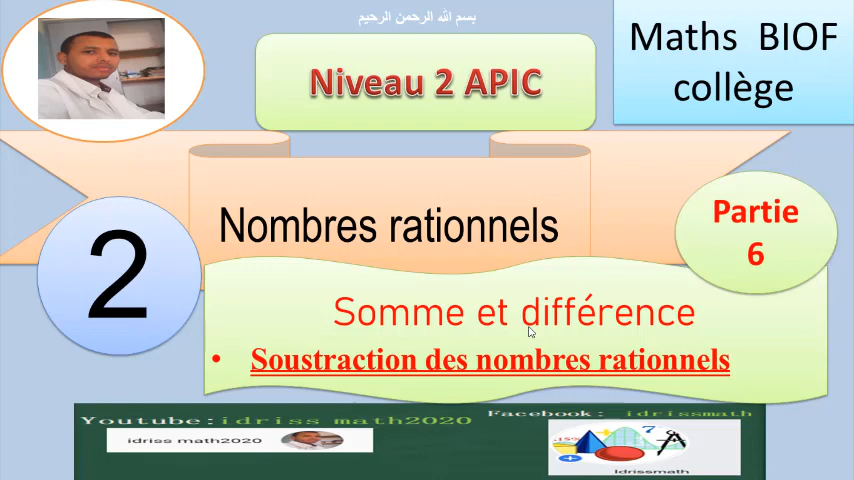 بسم الله الرحمن الرحيم
Maths BIOF
collège
Niveau 2 APIC
Partie
6
2
Nombres rationnels
Somme et différence
• Soustraction des nombres rationnels
Youtube:idriss math2020
Facebook: idrissmath
idriss math2020
7
Idrissmath